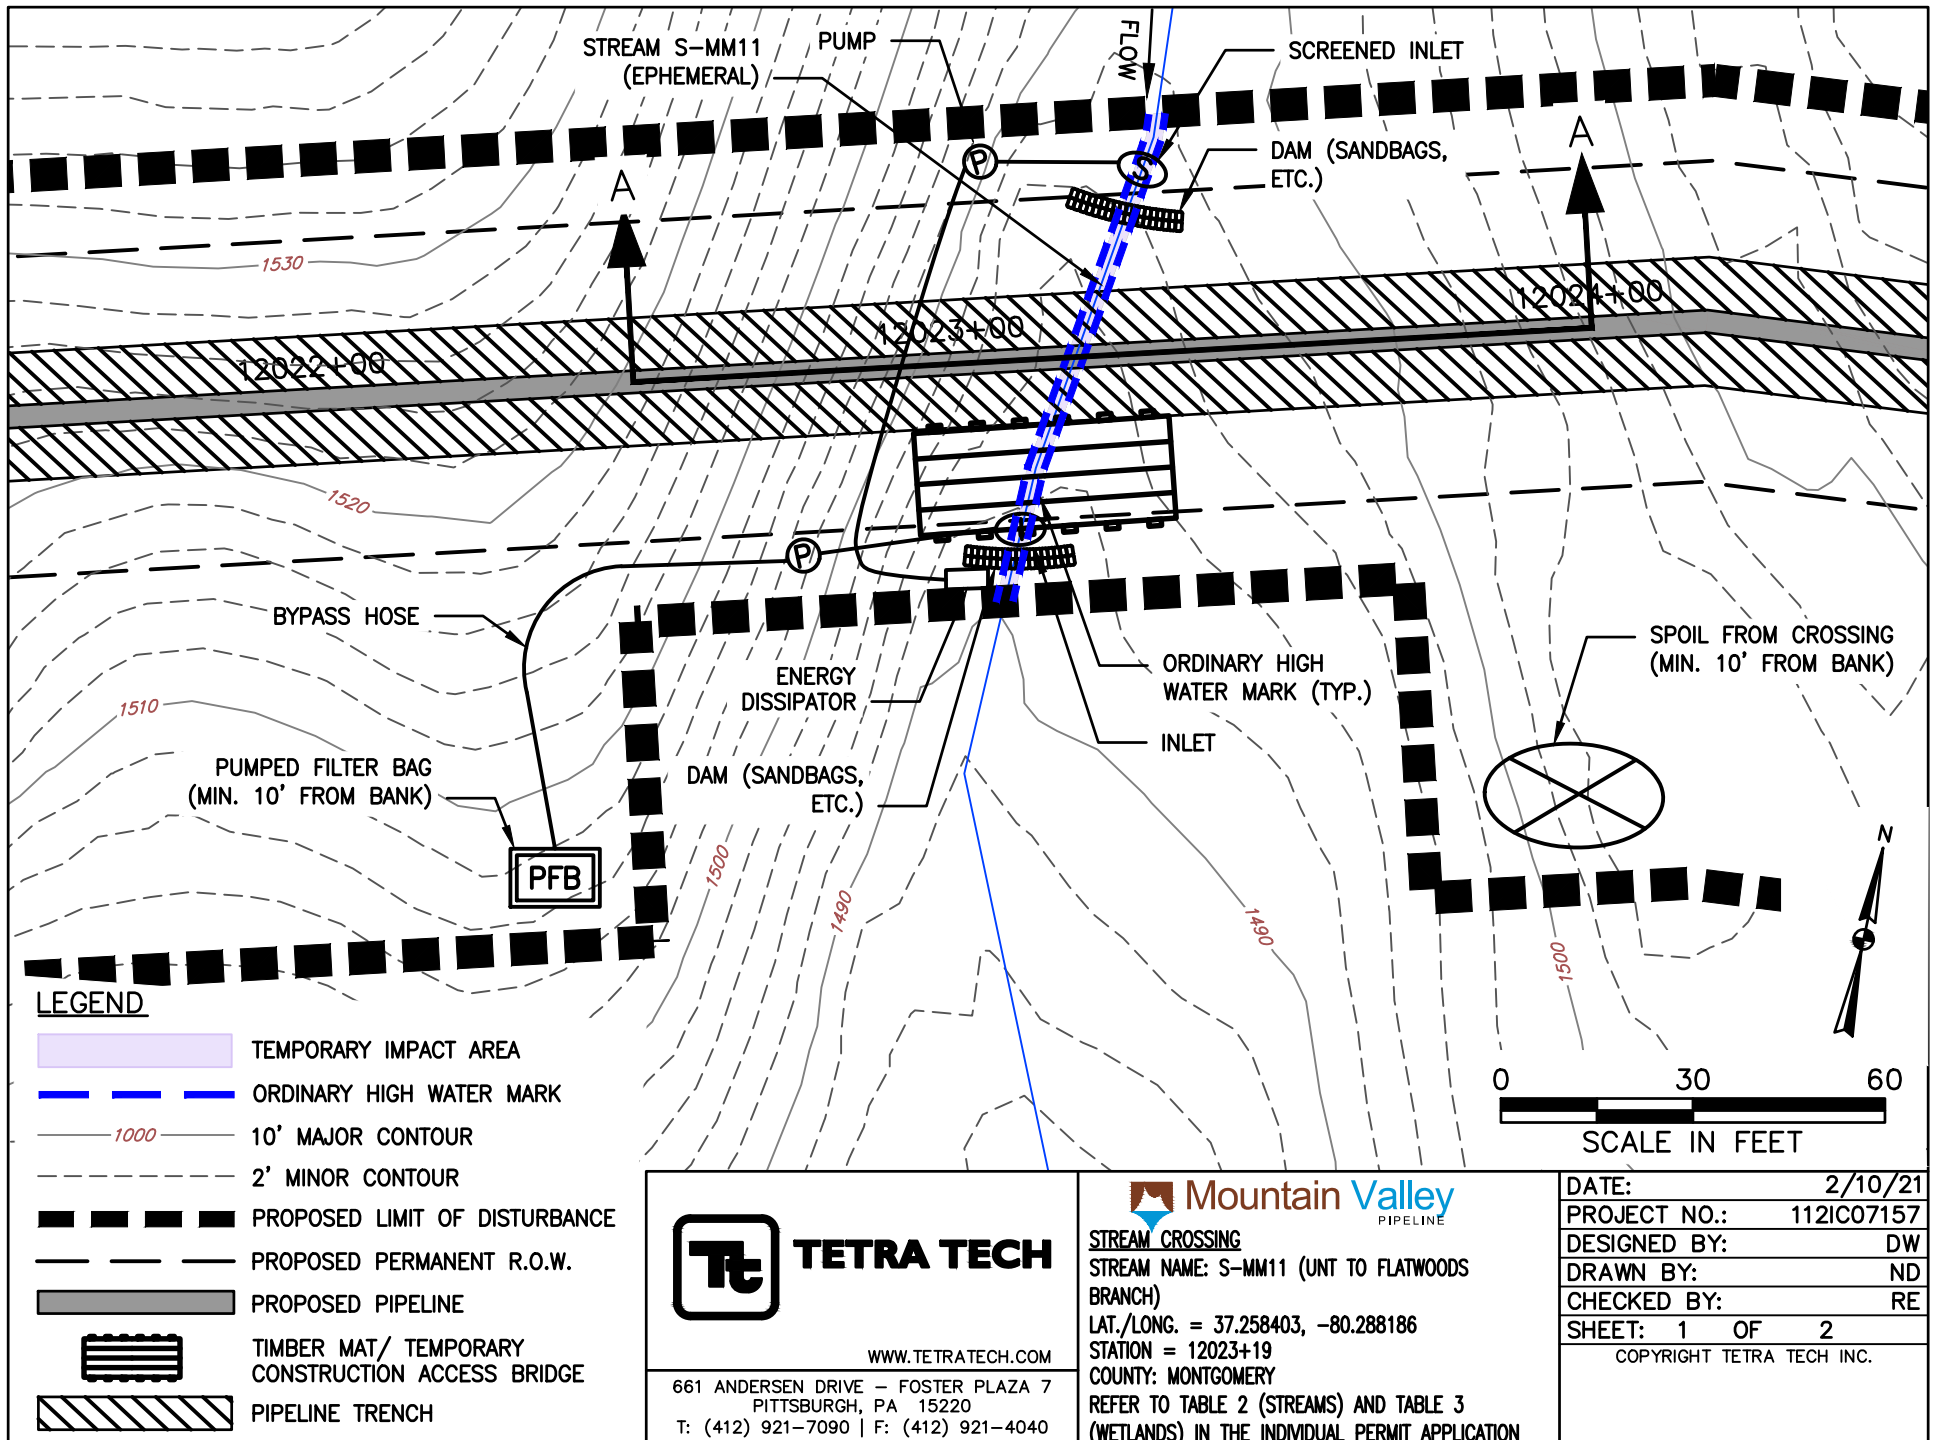 STREAM S-MM11
(EPHEMERAL)
PUMP
FLOW
SCREENED INLET
DAM (SANDBAGS,
ETC.)
A
A
P
S
1530
12022+00
12023+00
12024+00
1520
P
BYPASS HOSE
ENERGY
DISSIPATOR
ORDINARY HIGH
WATER MARK (TYP.)
INLET
SPOIL FROM CROSSING
(MIN. 10' FROM BANK)
1510
PUMPED FILTER BAG
(MIN. 10' FROM BANK)
DAM (SANDBAGS,
ETC.)
PFB
1500
1490
1490
1500
N
LEGEND
TEMPORARY IMPACT AREA
ORDINARY HIGH WATER MARK
1000
10' MAJOR CONTOUR
2' MINOR CONTOUR
PROPOSED LIMIT OF DISTURBANCE
PROPOSED PERMANENT R.O.W.
PROPOSED PIPELINE
TIMBER MAT/ TEMPORARY
CONSTRUCTION ACCESS BRIDGE
PIPELINE TRENCH
0 30 60
SCALE IN FEET
Tt TETRA TECH
WWW.TETRATECH.COM
661 ANDERSEN DRIVE – FOSTER PLAZA 7
PITTSBURGH, PA 15220
T: (412) 921-7090 | F: (412) 921-4040
Mountain Valley
PIPELINE
STREAM CROSSING
STREAM NAME: S-MM11 (UNT TO FLATWOODS
BRANCH)
LAT./LONG. = 37.258403, -80.288186
STATION = 12023+19
COUNTY: MONTGOMERY
REFER TO TABLE 2 (STREAMS) AND TABLE 3
(WETLANDS) IN THE INDIVIDUAL PERMIT APPLICATION
DATE: 2/10/21
PROJECT NO.: 112IC07157
DESIGNED BY: DW
DRAWN BY: ND
CHECKED BY: RE
SHEET: 1 OF 2
COPYRIGHT TETRA TECH INC.